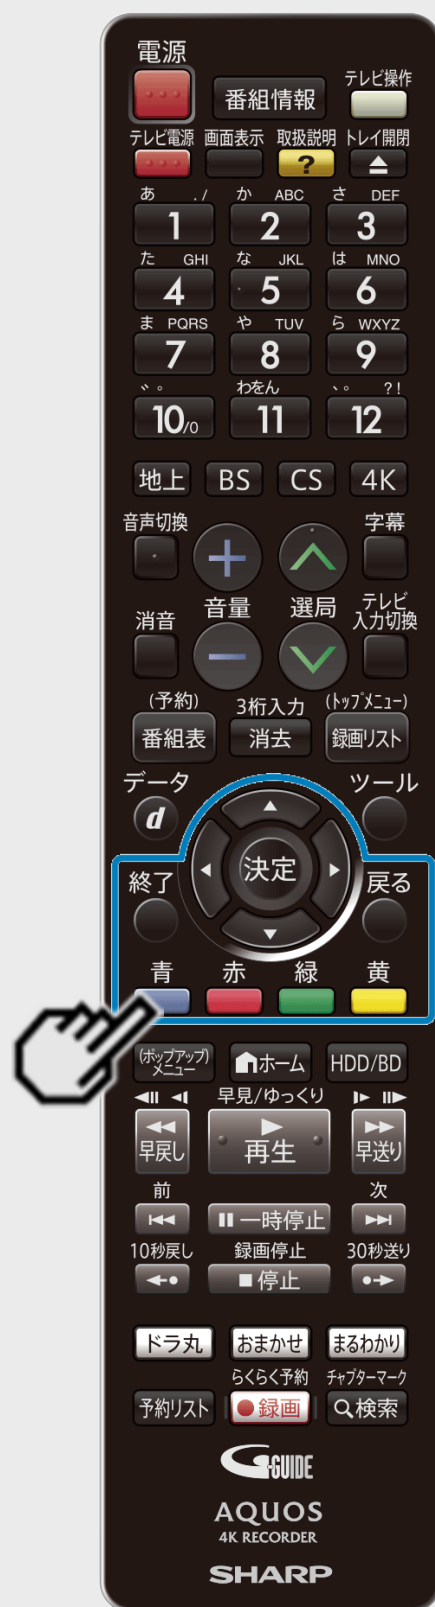 電源
番組情報
テレビ操作
テレビ電源 画面表示 取扱説明 トレイ開閉
?
あ ./ か ABC さ DEF
1 2 3
た GHI な JKL は MNO
4 5 6
ま PQRS や TUV ら WXYZ
7 8 9
゛゜ わをん 、。 ?!
10/0 11 12
地上 BS CS 4K
音声切換 字幕
+
消音 音量 選局 テレビ
入力切換
−
(予約) 3桁入力 (トップメニュー)
番組表 消去 録画リスト
データ ツール
d
決定
終了 戻る
青 赤 緑 黄
(ポップアップ)
メニュー
ホーム HDD/BD
早見/ゆっくり
早戻し 再生 早送り
前 次
一時停止
10秒戻し 録画停止 30秒送り
停止
ドラ丸 おまかせ まるわかり
らくらく予約 チャプターマーク
予約リスト ●録画 検索
G-GUIDE
AQUOS
4K RECORDER
SHARP